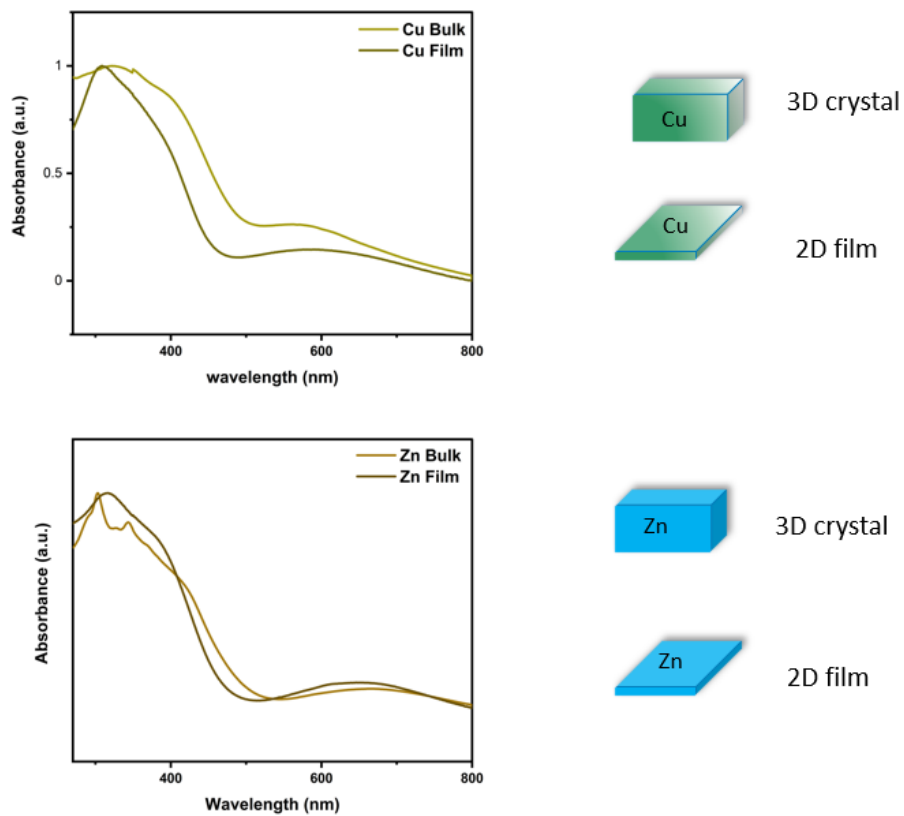 Cu Bulk
Cu Film
1
0.5
0
Absorbance (a.u.)
400
600
800
wavelength (nm)
Cu
3D crystal
Cu
2D film
Zn Bulk
Zn Film
Absorbance (a.u.)
400
600
800
Wavelength (nm)
Zn
3D crystal
Zn
2D film